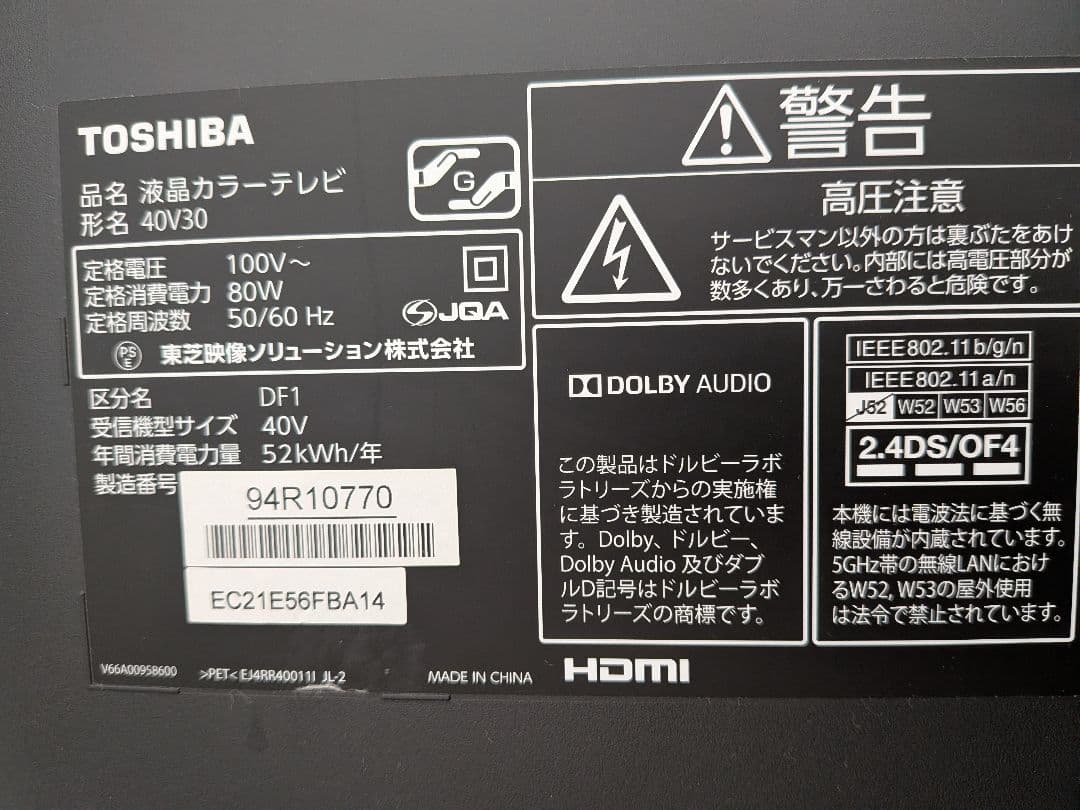 TOSHIBA
品名 液晶カラーテレビ
形名 40V30
G
定格電圧 100V～
定格消費電力 80W
定格周波数 50/60 Hz
JQA
PS
E
東芝映像ソリューション株式会社
区分名 DF1
受信機型サイズ 40V
年間消費電力量 52kWh/年
製造番号
94R10770
EC21E56FBA14
V66A00958600 >PET< EJ4RR40011I JL-2 MADE IN CHINA
警告
高圧注意
サービスマン以外の方は裏ぶたをあけ
ないでください。内部には高電圧部分が
数多くあり、万一さわると危険です。
DOLBY AUDIO
この製品はドルビーラボ
ラトリーズからの実施権
に基づき製造されていま
す。Dolby、ドルビー、
Dolby Audio 及びダブ
ルD記号はドルビーラボ
ラトリーズの商標です。
HDMI
IEEE802.11b/g/n
IEEE802.11a/n
J52 W52 W53 W56
2.4DS/OF4
本機には電波法に基づく無
線設備が内蔵されています。
5GHz帯の無線LANにおけ
るW52, W53の屋外使用
は法令で禁止されています。